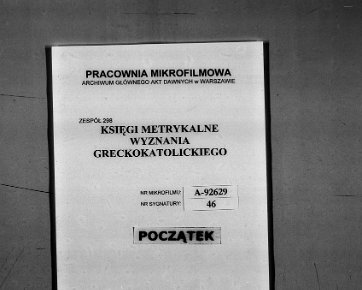 PRACOWNIA MIKROFILMOWA
ARCHIWUM GŁÓWNEGO AKT DAWNYCH w WARSZAWIE
ZESPÓŁ 298
KSIĘGI METRYKALNE
WYZNANIA
GRECKOKATOLICKIEGO
NR MIKROFILMU: A-92629
NR SYGNATURY: 46
POCZĄTEK